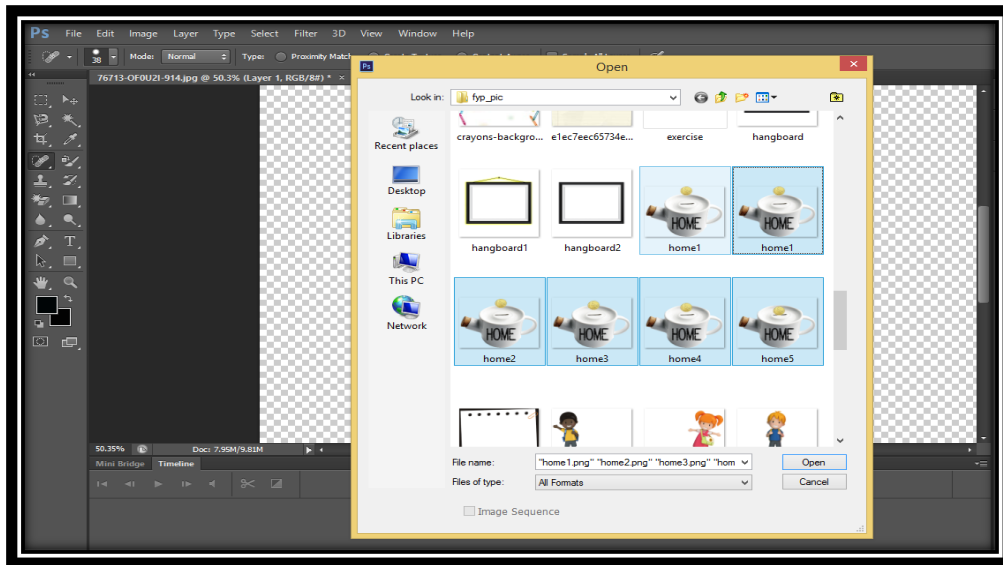 Ps File Edit Image Layer Type Select Filter 3D View Window Help
38 Mode: Normal Type: Proximity Match
76713-OF0U2I-914.jpg @ 50.3% (Layer 1, RGB/8#) * ×
Ps Open
Look in: fyp_pic
Recent places
Desktop
Libraries
This PC
Network
crayons-backgro... e1ec7eec65734e... exercise hangboard
HOME HOME
hangboard1 hangboard2 home1 home1
HOME HOME HOME HOME
home2 home3 home4 home5
File name: "home1.png" "home2.png" "home3.png" "hom Open
Files of type: All Formats Cancel
Image Sequence
50.35% Doc: 7.95M/9.81M
Mini Bridge Timeline